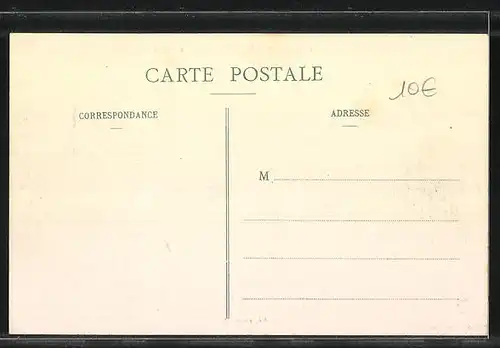 CARTE POSTALE
10€
CORRESPONDANCE
ADRESSE
M